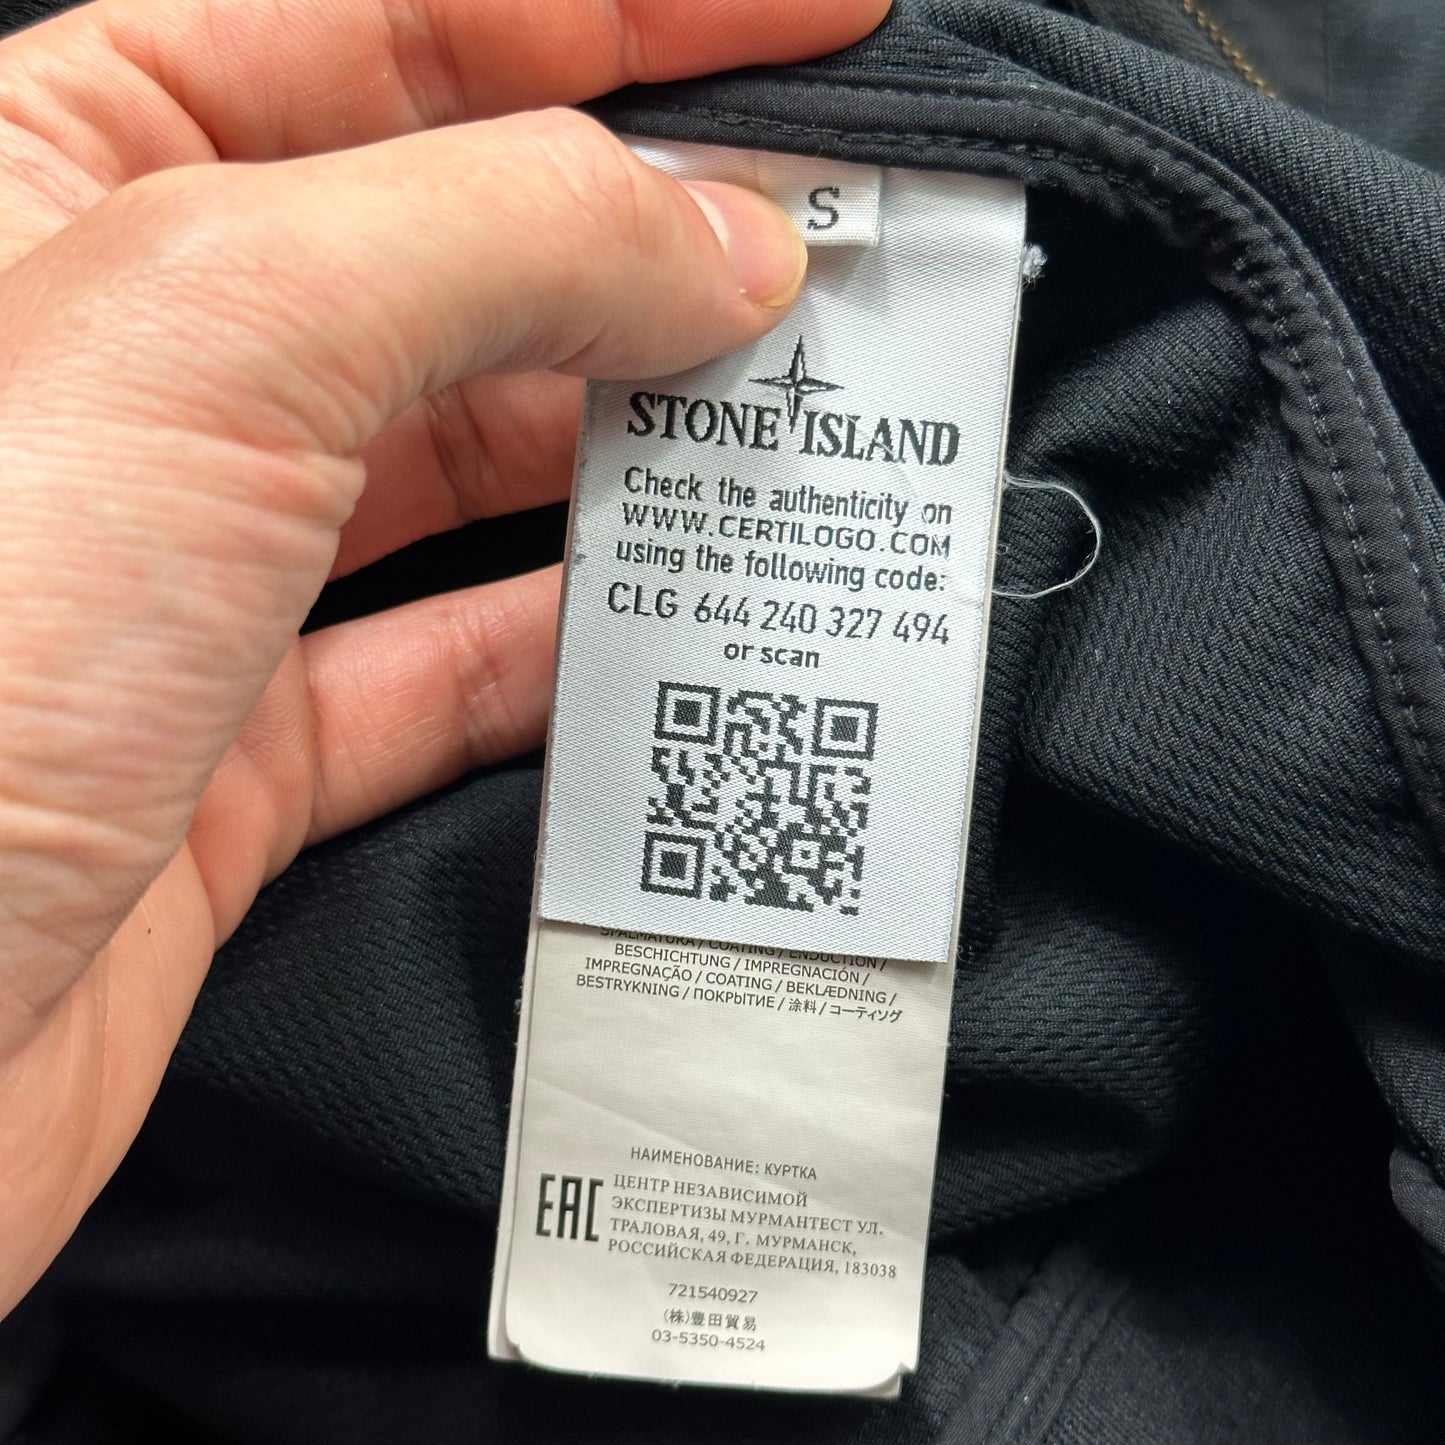 S
STONE ISLAND
Check the authenticity on
WWW.CERTILOGO.COM
using the following code:
CLG 644 240 327 494
or scan
SPALMATURA / COATING / ENDUCTION /
BESCHICHTUNG / IMPREGNACIÓN /
IMPREGNAÇÃO / COATING / BEKLÆDNING /
BESTRYKNING / ПОКРЫТИЕ / 涂料 / コーティング
НАИМЕНОВАНИЕ: КУРТКА
EAC
ЦЕНТР НЕЗАВИСИМОЙ
ЭКСПЕРТИЗЫ МУРМАНТЕСТ УЛ.
ТРАЛОВАЯ, 49, Г. МУРМАНСК,
РОССИЙСКАЯ ФЕДЕРАЦИЯ, 183038
721540927
(株)豊田貿易
03-5350-4524